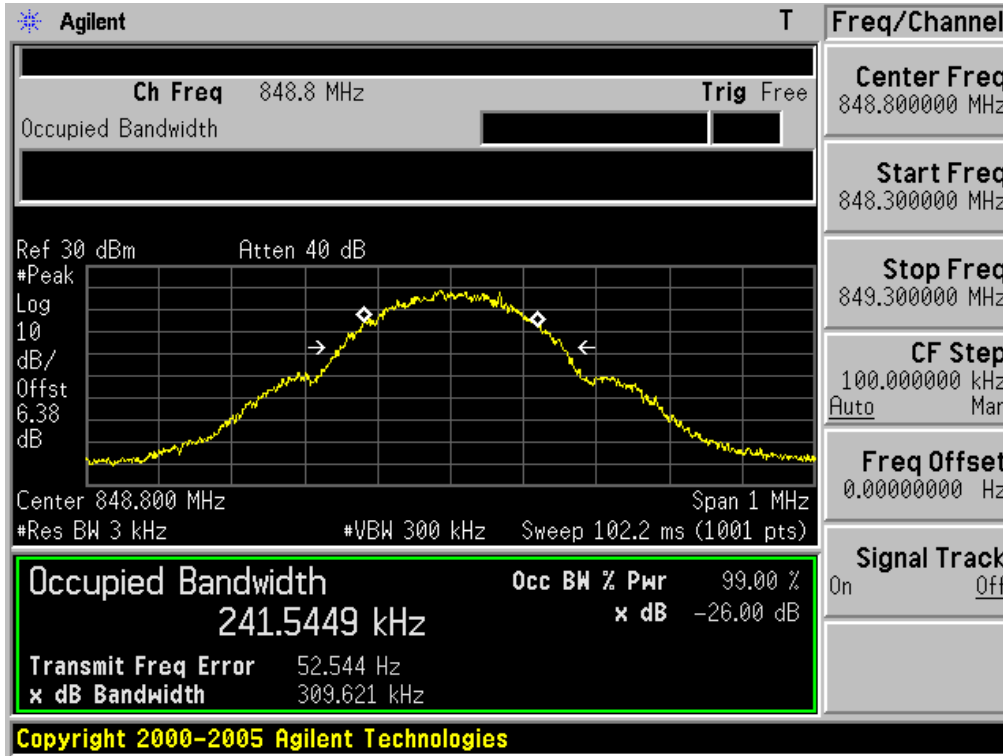 Agilent T
Ch Freq 848.8 MHz Trig Free
Occupied Bandwidth
Ref 30 dBm Atten 40 dB
#Peak
Log
10
dB/
Offst
6.38
dB
Center 848.800 MHz Span 1 MHz
#Res BW 3 kHz #VBW 300 kHz Sweep 102.2 ms (1001 pts)
Occupied Bandwidth Occ BW % Pwr 99.00 %
241.5449 kHz x dB -26.00 dB
Transmit Freq Error 52.544 Hz
x dB Bandwidth 309.621 kHz
Copyright 2000-2005 Agilent Technologies
Freq/Channel
Center Freq
848.800000 MHz
Start Freq
848.300000 MHz
Stop Freq
849.300000 MHz
CF Step
100.000000 kHz
Auto Man
Freq Offset
0.00000000 Hz
Signal Track
On Off